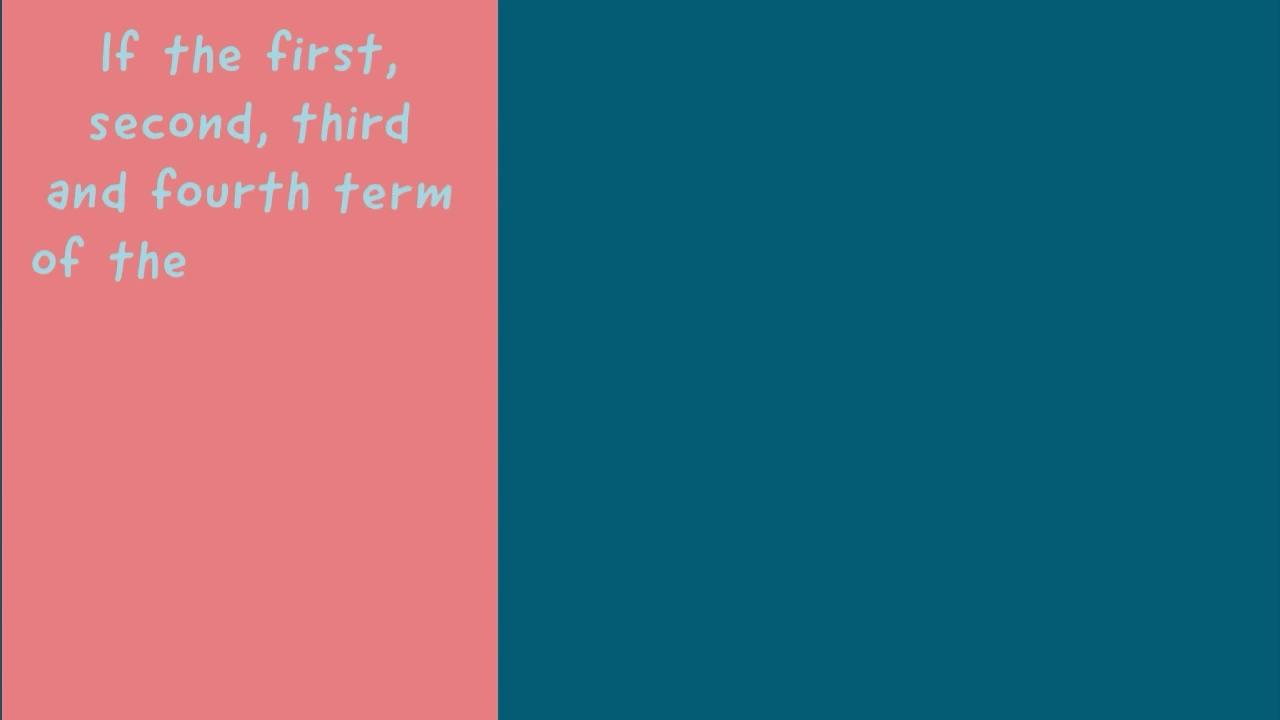 If the first,
second, third
and fourth term
of the